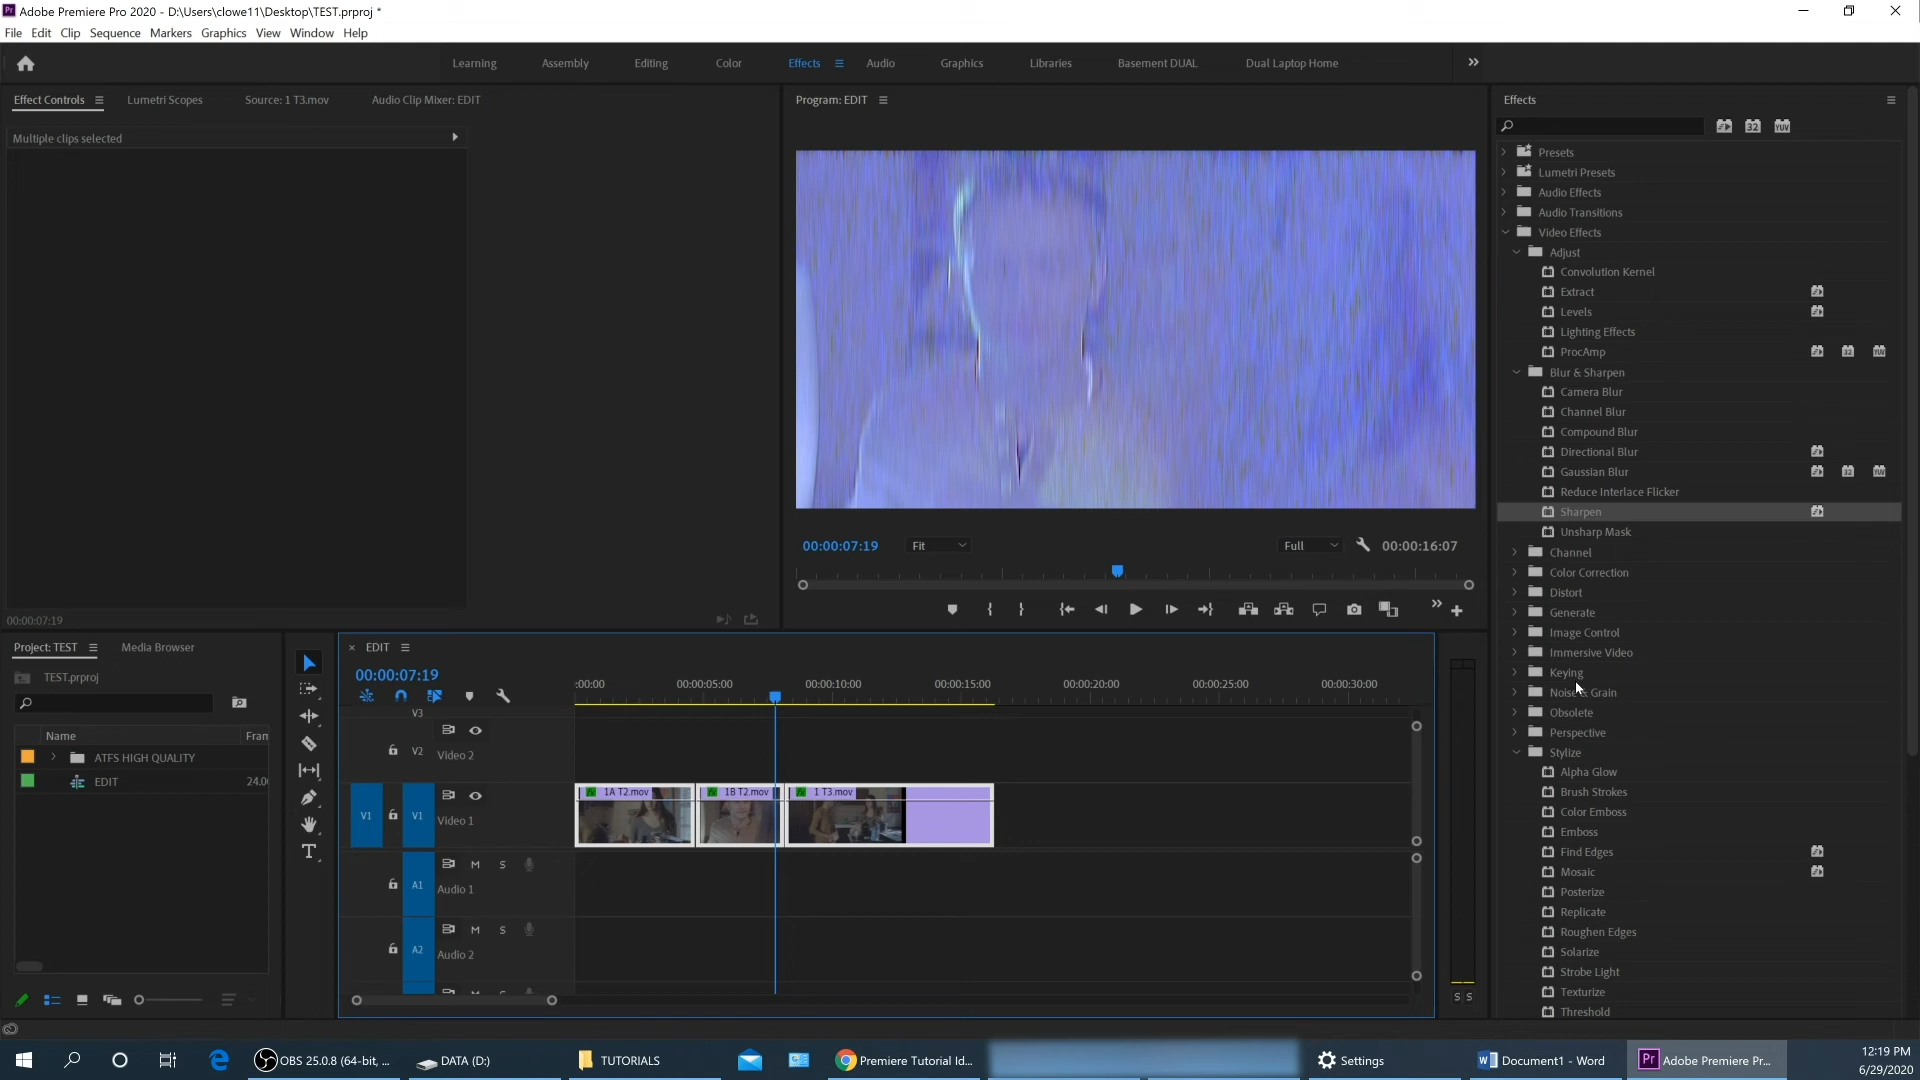 Adobe Premiere Pro 2020 - D:\Users\clowe11\Desktop\TEST.prproj *
File Edit Clip Sequence Markers Graphics View Window Help
Learning Assembly Editing Color Effects Audio Graphics Libraries Basement DUAL Dual Laptop Home
Effect Controls Lumetri Scopes Source: 1 T3.mov Audio Clip Mixer: EDIT
Multiple clips selected
00:00:07:19
Program: EDIT
00:00:07:19 Fit Full 00:00:16:07
Effects
Presets
Lumetri Presets
Audio Effects
Audio Transitions
Video Effects
Adjust
Convolution Kernel
Extract
Levels
Lighting Effects
ProcAmp
Blur & Sharpen
Camera Blur
Channel Blur
Compound Blur
Directional Blur
Gaussian Blur
Reduce Interlace Flicker
Sharpen
Unsharp Mask
Channel
Color Correction
Distort
Generate
Image Control
Immersive Video
Keying
Noise & Grain
Obsolete
Perspective
Stylize
Alpha Glow
Brush Strokes
Color Emboss
Emboss
Find Edges
Mosaic
Posterize
Replicate
Roughen Edges
Solarize
Strobe Light
Texturize
Threshold
Project: TEST Media Browser
TEST.prproj
Name Fran
ATFS HIGH QUALITY
EDIT 24.0
× EDIT
00:00:07:19
:00:00 00:00:05:00 00:00:10:00 00:00:15:00 00:00:20:00 00:00:25:00 00:00:30:00
V3
V2 Video 2
V1 V1 Video 1
1A T2.mov 1B T2.mov 1 T3.mov
A1 M S Audio 1
A2 M S Audio 2
S S
OBS 25.0.8 (64-bit, ... DATA (D:) TUTORIALS Premiere Tutorial Id... Settings Document1 - Word Adobe Premiere Pr...
12:19 PM
6/29/2020